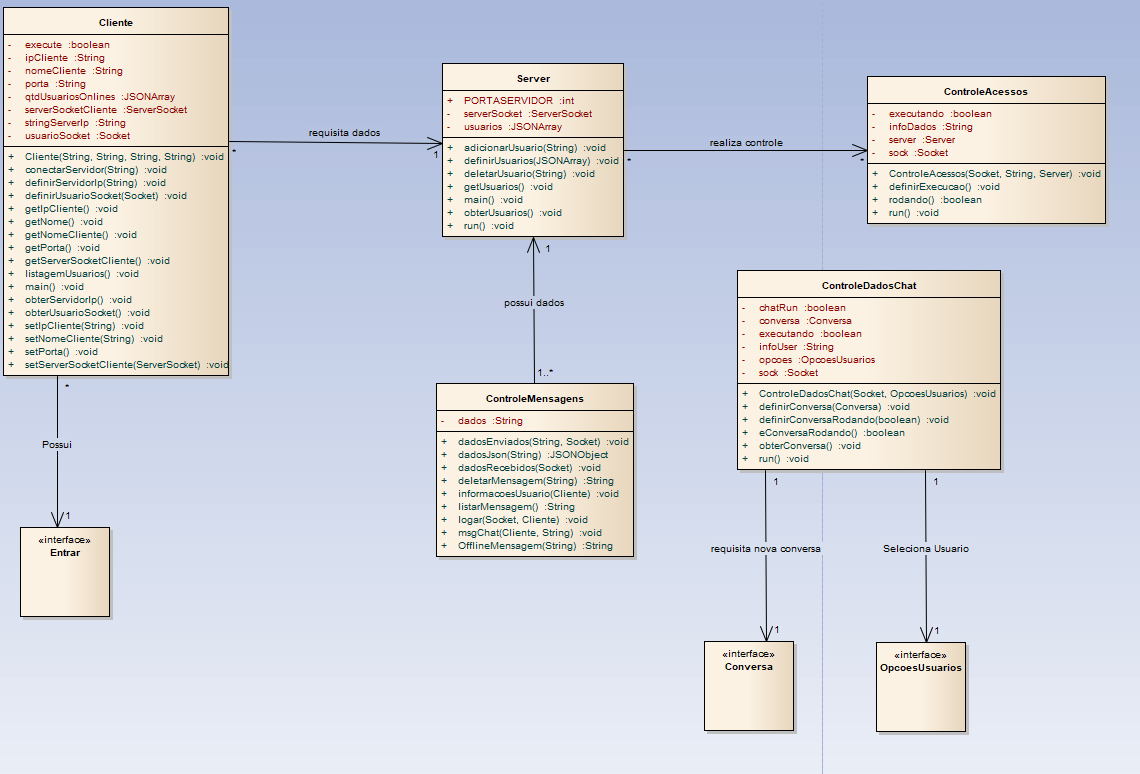 Cliente
- execute :boolean
- ipCliente :String
- nomeCliente :String
- porta :String
- qtdUsuariosOnlines :JSONArray
- serverSocketCliente :ServerSocket
- stringServerIp :String
- usuarioSocket :Socket
+ Cliente(String, String, String, String) :void
+ conectarServidor(String) :void
+ definirServidorIp(String) :void
+ definirUsuarioSocket(Socket) :void
+ getIpCliente() :void
+ getNome() :void
+ getNomeCliente() :void
+ getPorta() :void
+ getServerSocketCliente() :void
+ listagemUsuarios() :void
+ main() :void
+ obterServidorIp() :void
+ obterUsuarioSocket() :void
+ setIpCliente(String) :void
+ setNomeCliente(String) :void
+ setPorta() :void
+ setServerSocketCliente(ServerSocket) :void
requisita dados
*
1
Server
+ PORTASERVIDOR :int
- serverSocket :ServerSocket
- usuarios :JSONArray
+ adicionarUsuario(String) :void
+ definirUsuarios(JSONArray) :void
+ deletarUsuario(String) :void
+ getUsuarios() :void
+ main() :void
+ obterUsuarios() :void
+ run() :void
realiza controle
*
*
ControleAcessos
- executando :boolean
- infoDados :String
- server :Server
- sock :Socket
+ ControleAcessos(Socket, String, Server) :void
+ definirExecucao() :void
+ rodando() :boolean
+ run() :void
1
possui dados
1..*
ControleMensagens
- dados :String
+ dadosEnviados(String, Socket) :void
+ dadosJson(String) :JSONObject
+ dadosRecebidos(Socket) :void
+ deletarMensagem(String) :String
+ informacoesUsuario(Cliente) :void
+ listarMensagem() :String
+ logar(Socket, Cliente) :void
+ msgChat(Cliente, String) :void
+ OfflineMensagem(String) :String
ControleDadosChat
- chatRun :boolean
- conversa :Conversa
- executando :boolean
- infoUser :String
- opcoes :OpcoesUsuarios
- sock :Socket
+ ControleDadosChat(Socket, OpcoesUsuarios) :void
+ definirConversa(Conversa) :void
+ definirConversaRodando(boolean) :void
+ eConversaRodando() :boolean
+ obterConversa() :void
+ run() :void
*
Possui
1
«interface»
Entrar
1
requisita nova conversa
1
«interface»
Conversa
1
Seleciona Usuario
1
«interface»
OpcoesUsuarios